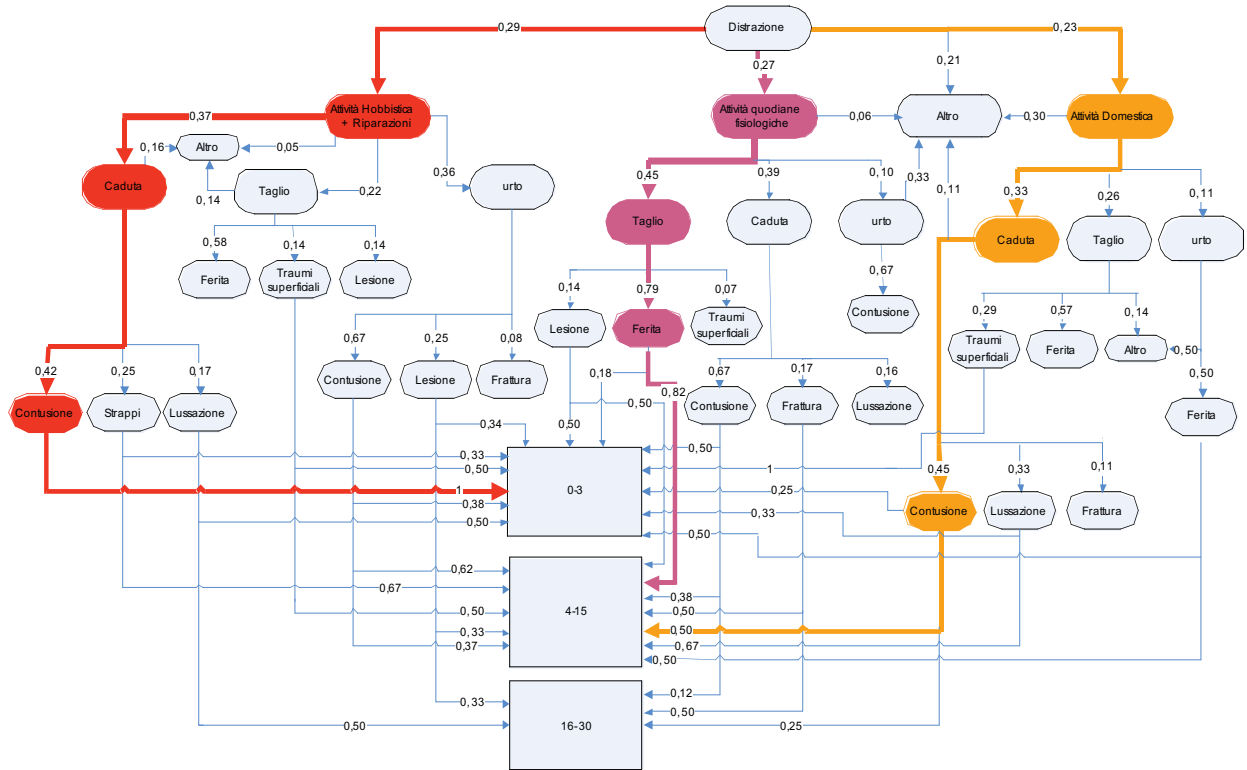 Distrazione
0,29
0,23
0,27
0,21
Attività Hobbistica
+ Riparazioni
Attività quodiane
fisiologiche
0,06
Altro
0,30
Attività Domestica
0,37
0,16
Altro
0,05
0,36
0,45
0,39
0,10
0,33
0,11
0,33
0,26
0,11
Caduta
0,14
Taglio
0,22
urto
Taglio
Caduta
urto
Caduta
Taglio
urto
0,58
0,14
0,14
Ferita
Traumi
superficiali
Lesione
0,14
0,79
0,07
0,67
Lesione
Ferita
Traumi
superficiali
Contusione
0,29
0,57
0,14
Traumi
superficiali
Ferita
Altro
0,50
0,67
0,25
0,08
Contusione
Lesione
Frattura
0,42
0,25
0,17
0,18
0,82
0,67
0,17
0,16
0,50
Contusione
Strappi
Lussazione
0,50
Contusione
Frattura
Lussazione
Ferita
0,34
0,50
0,50
0,33
0,50
1
0,38
0,50
0-3
1
0,25
0,33
0,50
0,45
0,33
0,11
Contusione
Lussazione
Frattura
0,62
0,67
0,50
0,33
0,37
4-15
0,38
0,50
0,50
0,67
0,50
0,33
0,50
16-30
0,12
0,50
0,25